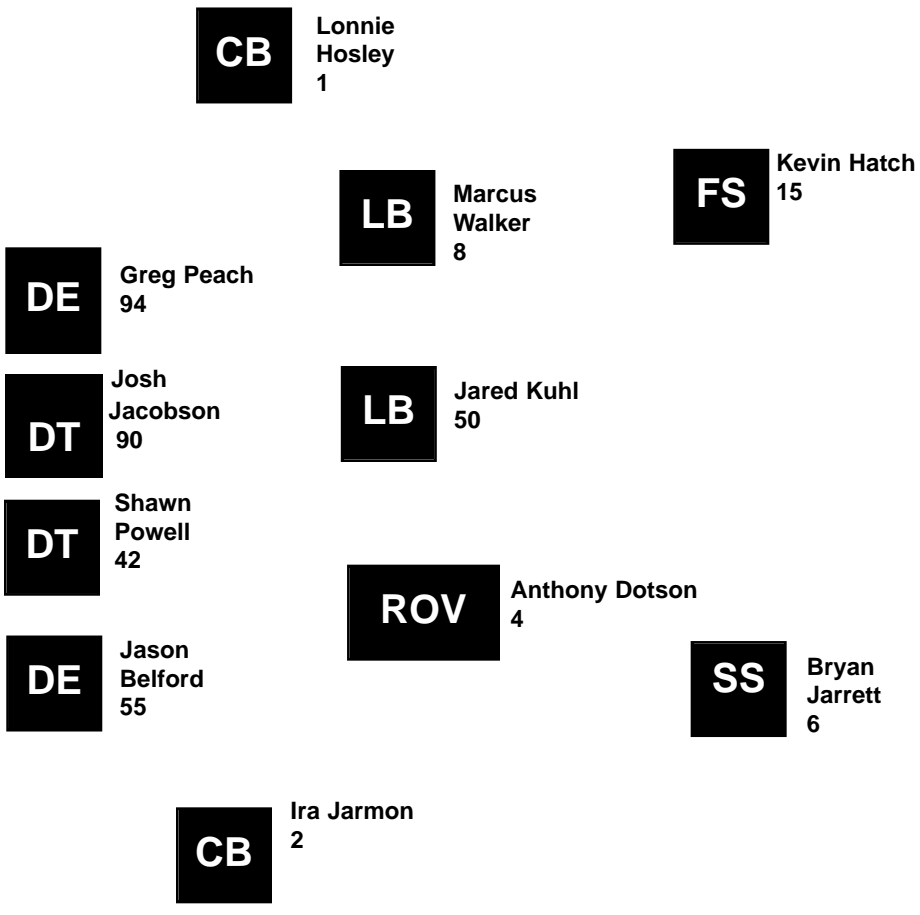 CB
Lonnie
Hosley
1
LB
Marcus
Walker
8
FS
Kevin Hatch
15
DE
Greg Peach
94
DT
Josh
Jacobson
90
LB
Jared Kuhl
50
DT
Shawn
Powell
42
ROV
Anthony Dotson
4
DE
Jason
Belford
55
SS
Bryan
Jarrett
6
CB
Ira Jarmon
2